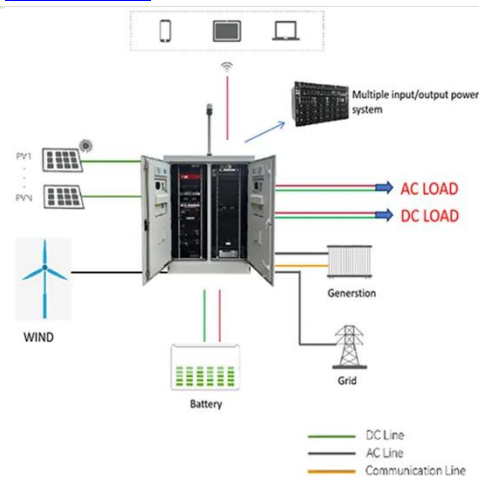 Multiple input/output power
system
PV1
PVN
AC LOAD
DC LOAD
WIND
Generstion
Grid
Battery
DC Line
AC Line
Communication Line